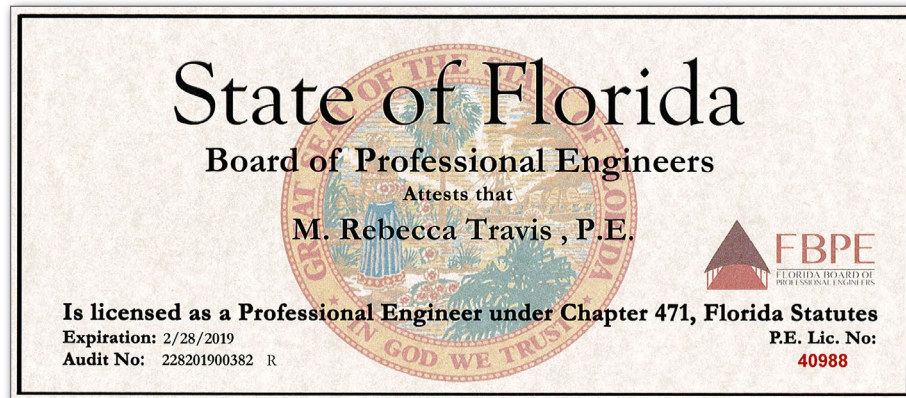 GREAT SEAL OF THE STATE OF FLORIDA
State of Florida
Board of Professional Engineers
Attests that
M. Rebecca Travis , P.E.
FBPE
FLORIDA BOARD OF
PROFESSIONAL ENGINEERS
Is licensed as a Professional Engineer under Chapter 471, Florida Statutes
Expiration: 2/28/2019
P.E. Lic. No:
Audit No: 228201900382 R
40988
IN GOD WE TRUST